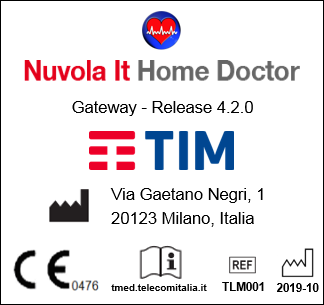 Nuvola It Home Doctor
Gateway - Release 4.2.0
TIM
Via Gaetano Negri, 1
20123 Milano, Italia
CE 0476
tmed.telecomitalia.it
REF
TLM001
2019-10